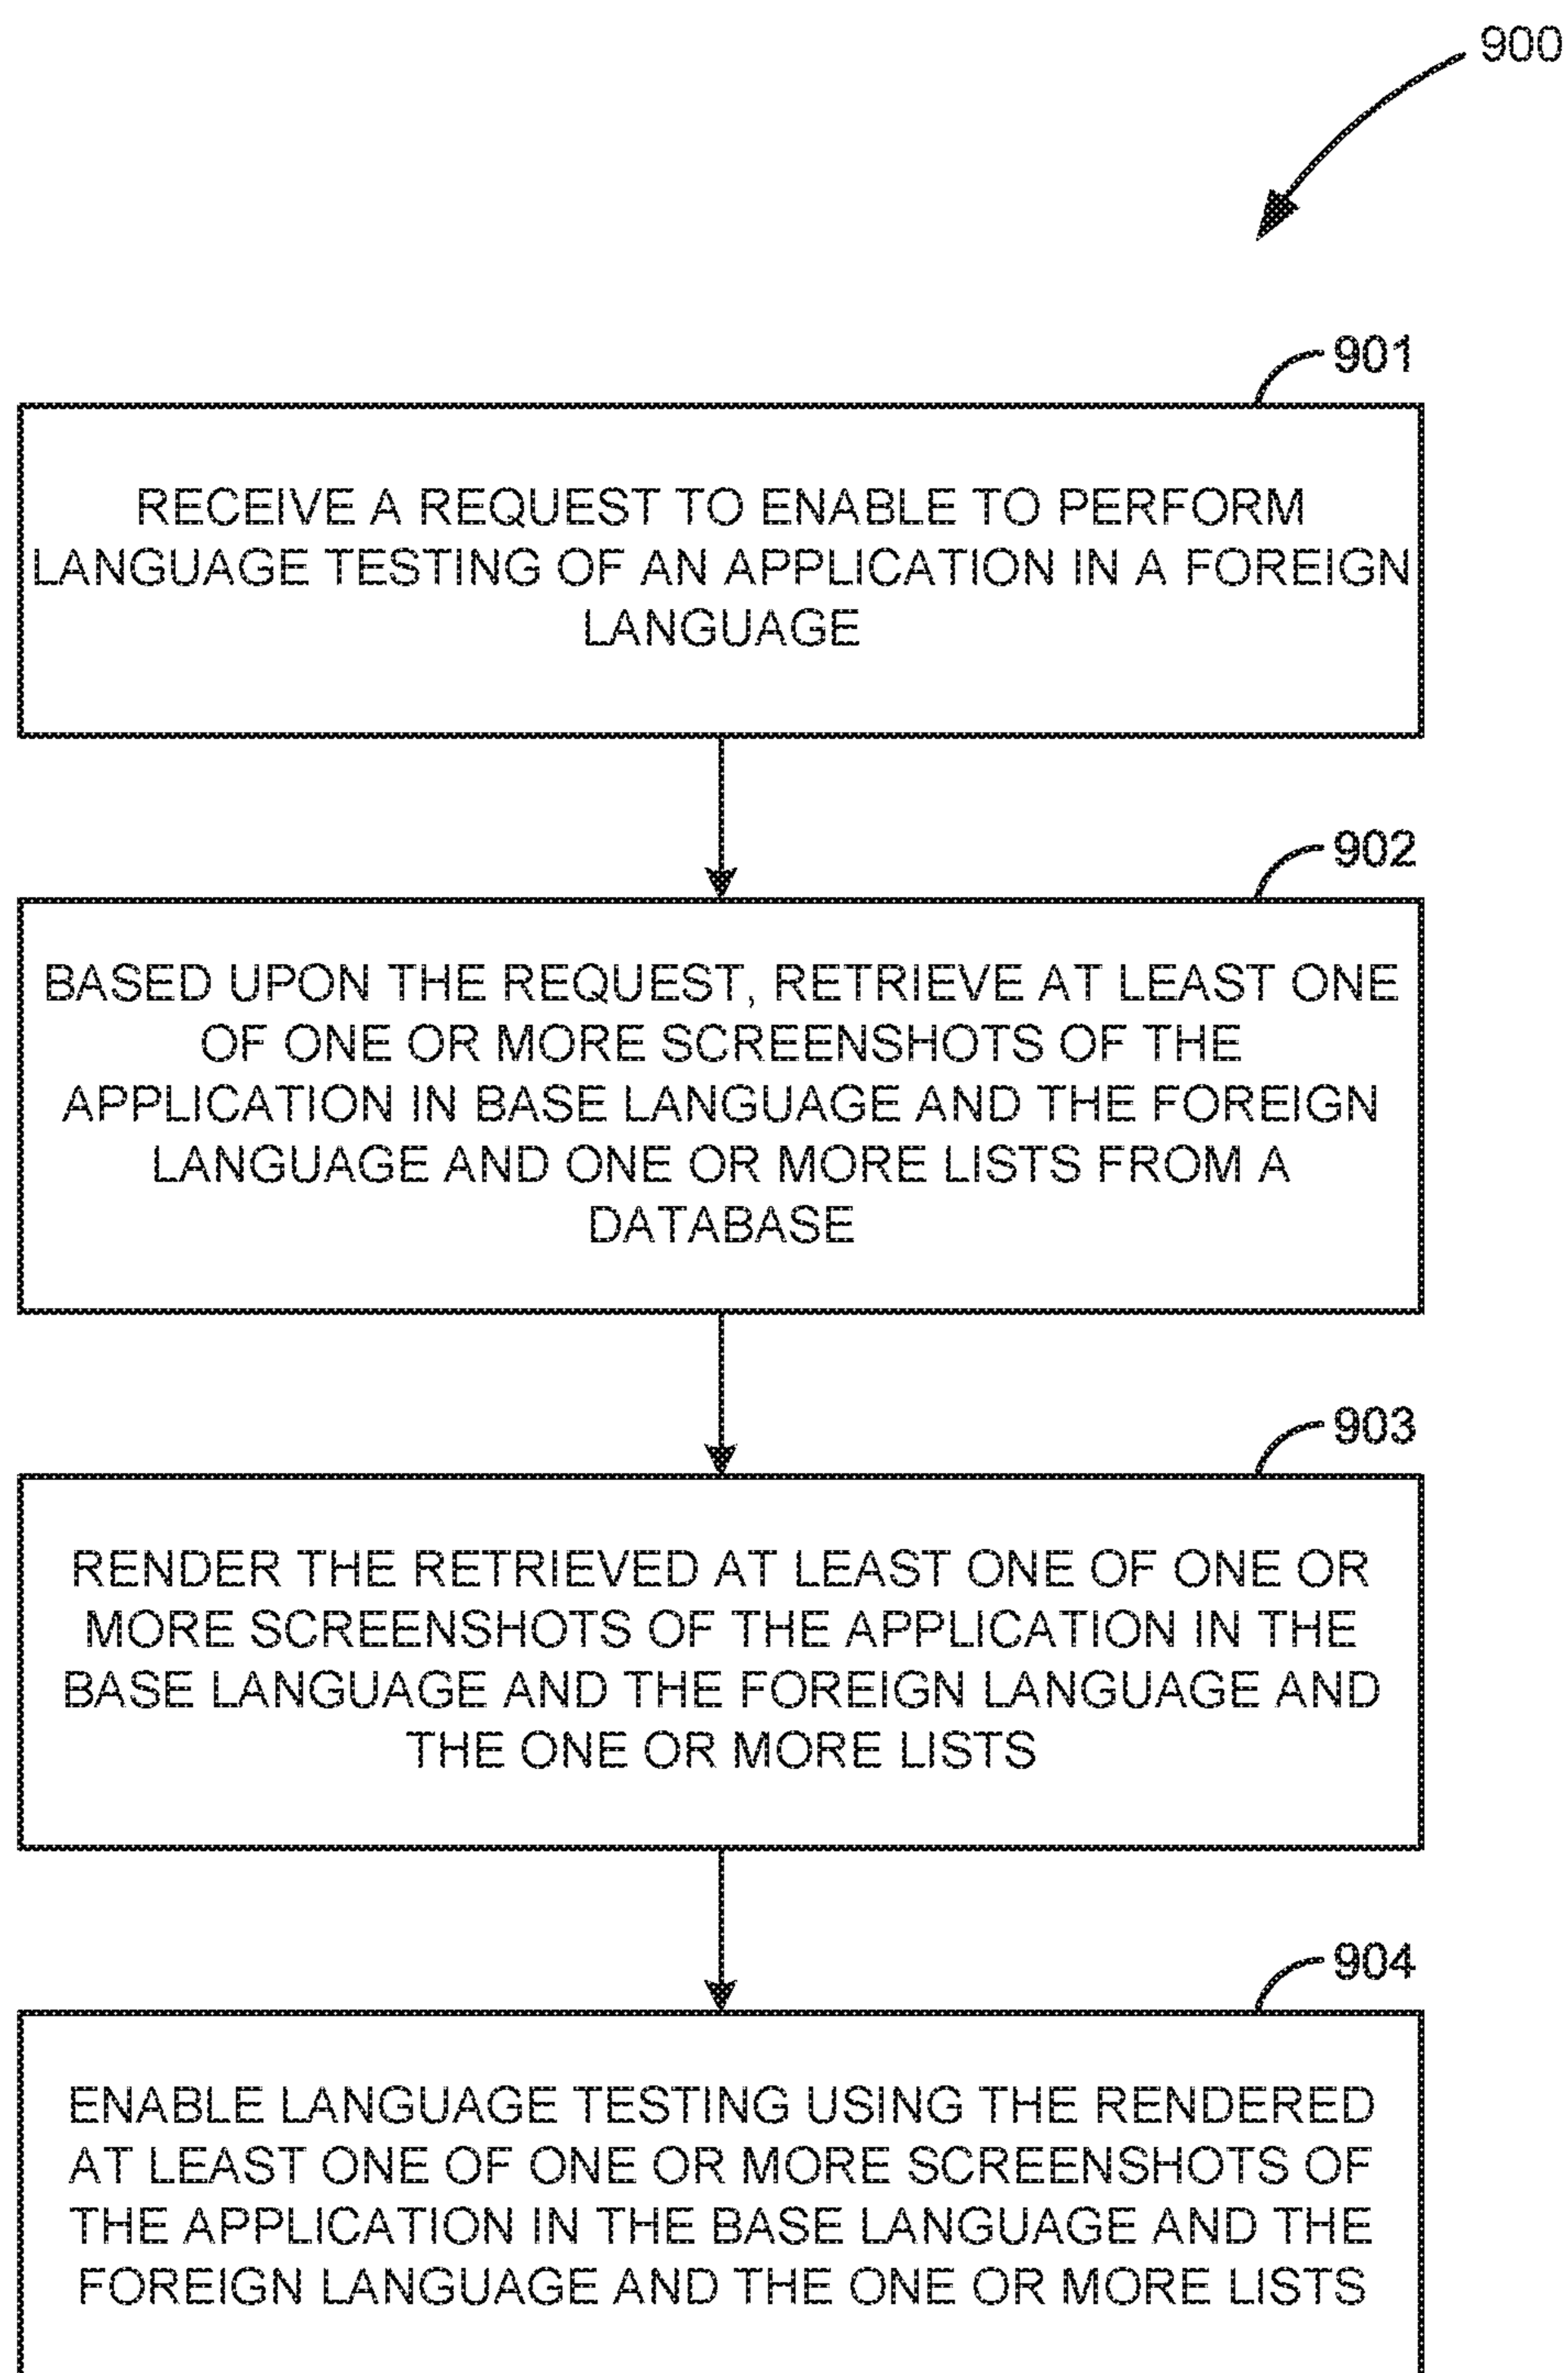 900
901
RECEIVE A REQUEST TO ENABLE TO PERFORM
LANGUAGE TESTING OF AN APPLICATION IN A FOREIGN
LANGUAGE
902
BASED UPON THE REQUEST, RETRIEVE AT LEAST ONE
OF ONE OR MORE SCREENSHOTS OF THE
APPLICATION IN BASE LANGUAGE AND THE FOREIGN
LANGUAGE AND ONE OR MORE LISTS FROM A
DATABASE
903
RENDER THE RETRIEVED AT LEAST ONE OF ONE OR
MORE SCREENSHOTS OF THE APPLICATION IN THE
BASE LANGUAGE AND THE FOREIGN LANGUAGE AND
THE ONE OR MORE LISTS
904
ENABLE LANGUAGE TESTING USING THE RENDERED
AT LEAST ONE OF ONE OR MORE SCREENSHOTS OF
THE APPLICATION IN THE BASE LANGUAGE AND THE
FOREIGN LANGUAGE AND THE ONE OR MORE LISTS